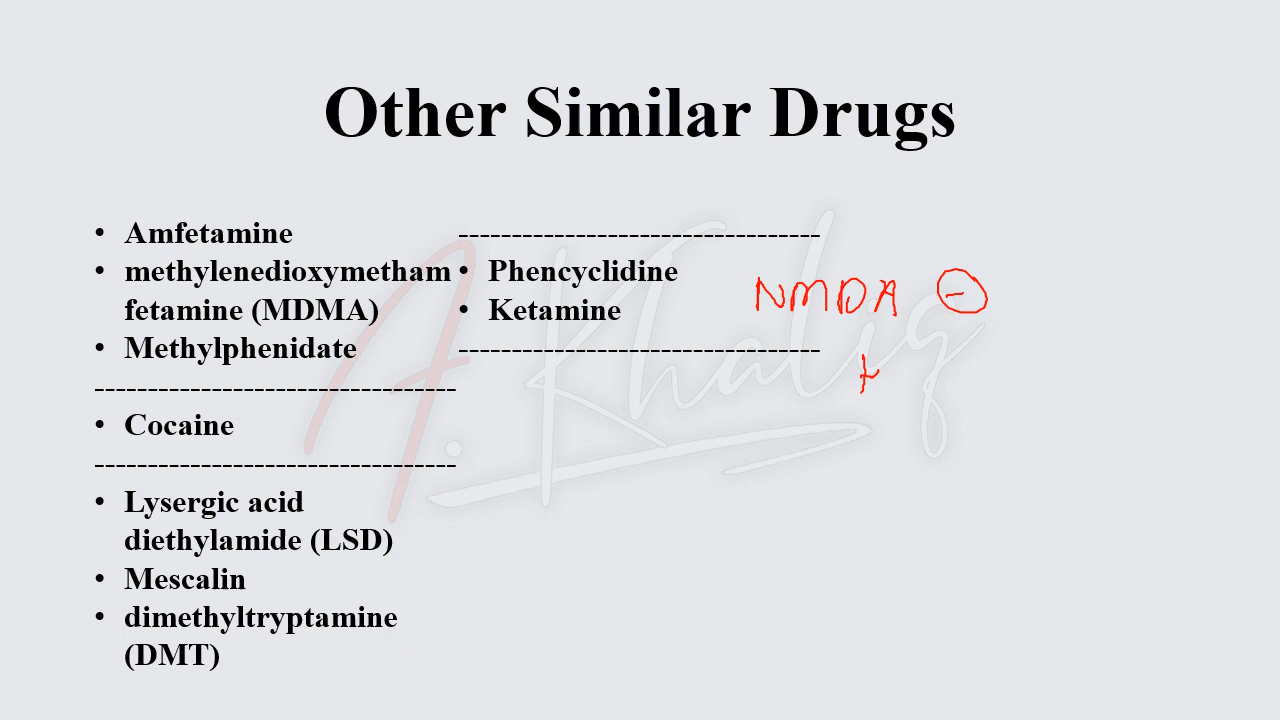 Other Similar Drugs
• Amfetamine
• methylenedioxymetham
fetamine (MDMA)
• Methylphenidate
----------------------------------
• Cocaine
----------------------------------
• Lysergic acid
diethylamide (LSD)
• Mescalin
• dimethyltryptamine
(DMT)
----------------------------------
• Phencyclidine
• Ketamine
----------------------------------
NMDA -
+
A. Khaliq